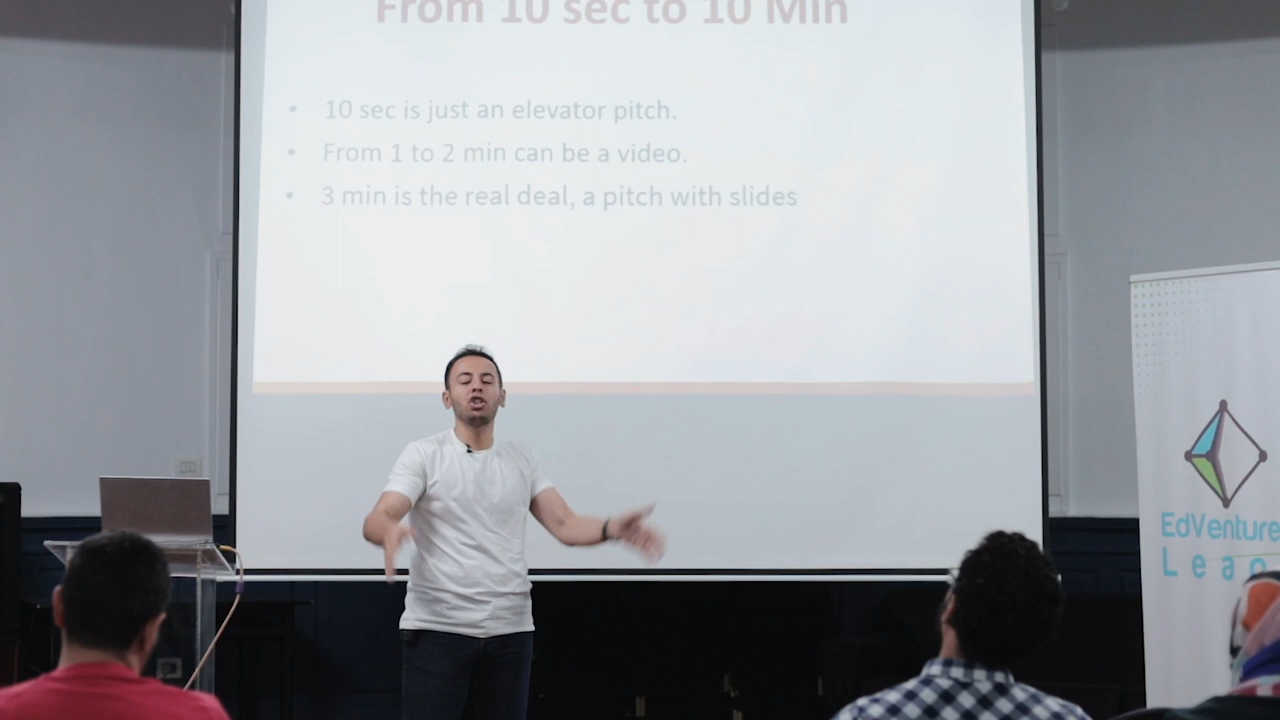 From 10 sec to 10 Min
• 10 sec is just an elevator pitch.
• From 1 to 2 min can be a video.
• 3 min is the real deal, a pitch with slides
EdVenture
Leap